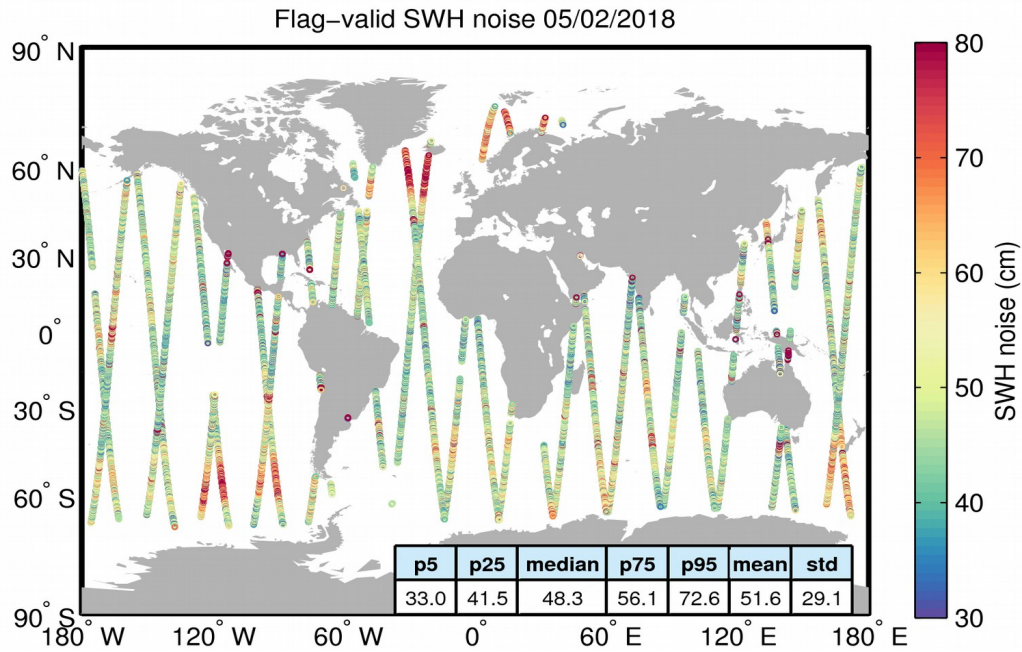 Flag−valid SWH noise 05/02/2018
90° N
60° N
30° N
0°
30° S
60° S
90° S
180° W 120° W 60° W 0° 60° E 120° E 180° E
80
70
60
50
40
30
SWH noise (cm)
p5 p25 median p75 p95 mean std
33.0 41.5 48.3 56.1 72.6 51.6 29.1